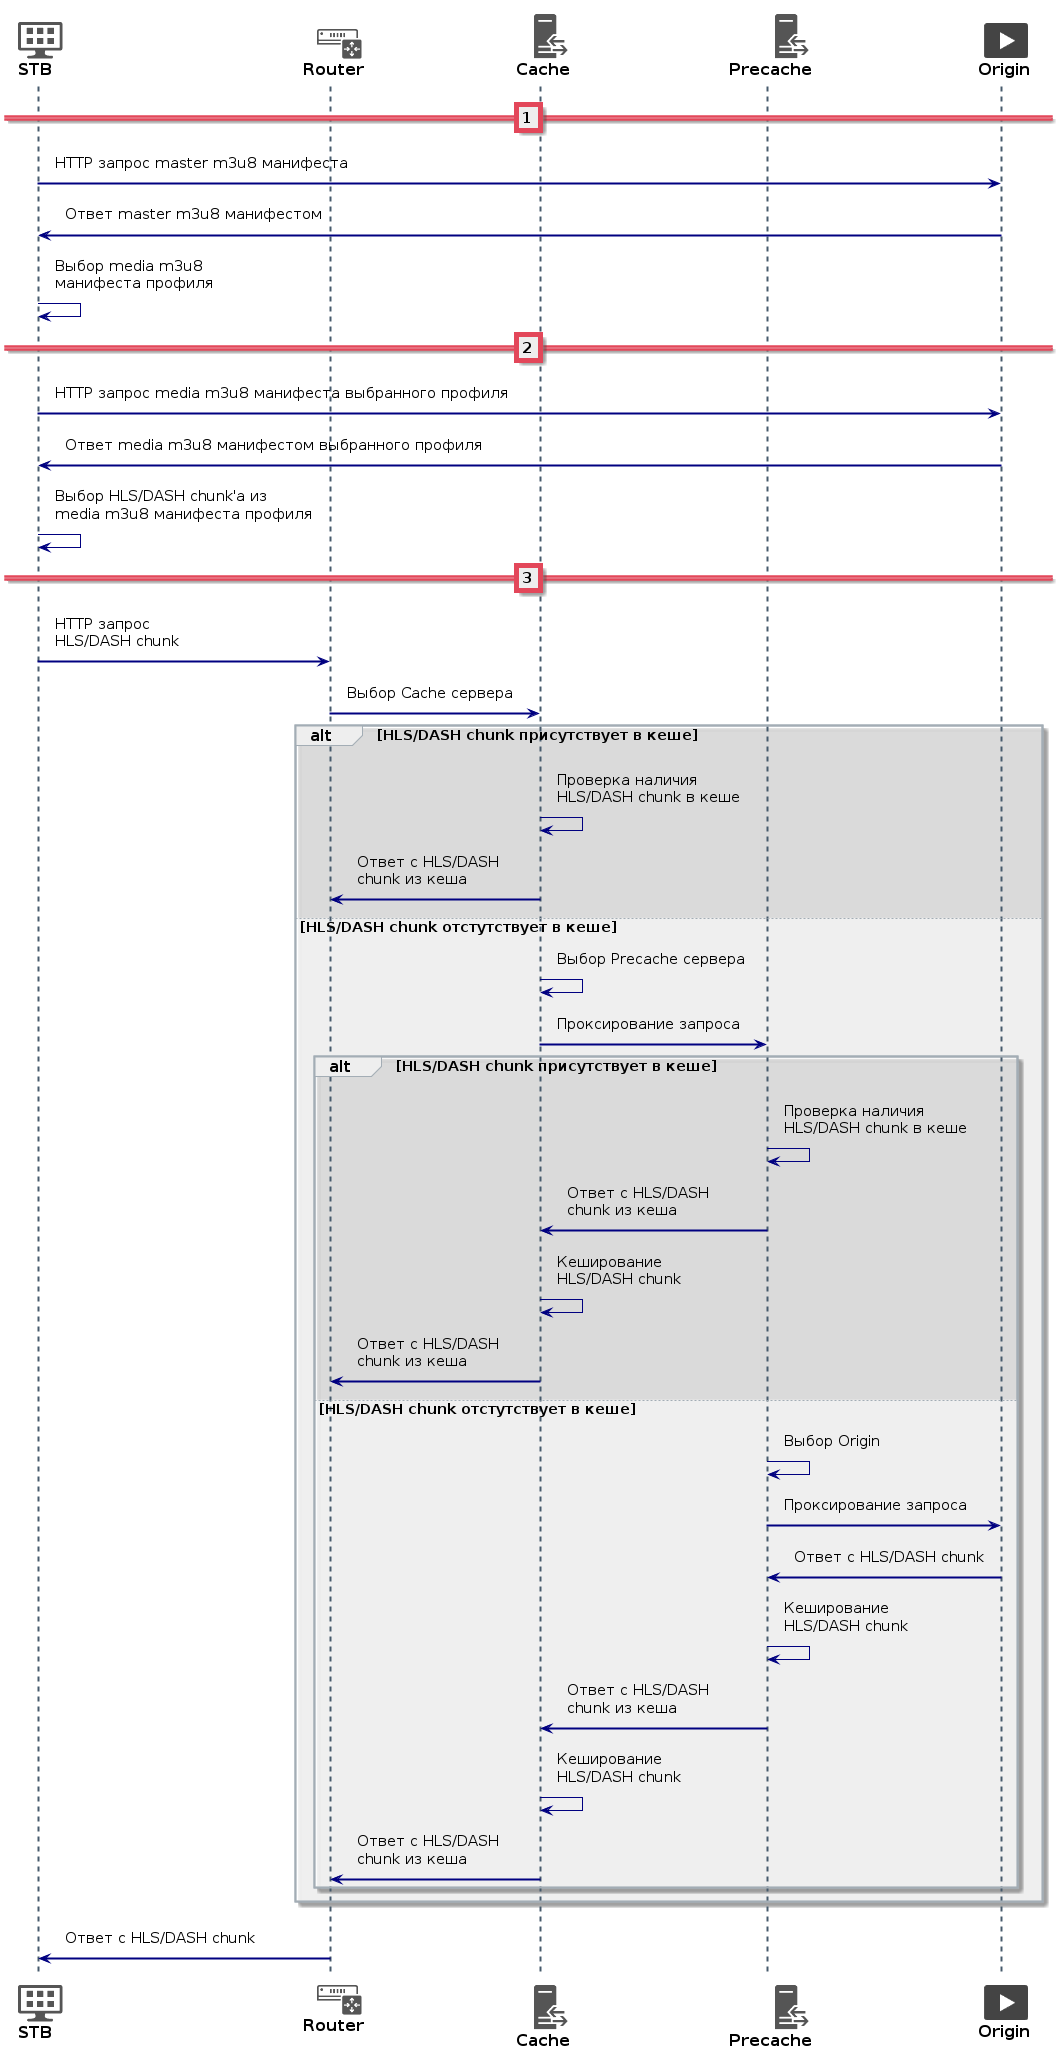 STB
Router
Cache
Precache
Origin
1
HTTP запрос master m3u8 манифеста
Ответ master m3u8 манифестом
Выбор media m3u8
манифеста профиля
2
HTTP запрос media m3u8 манифеста выбранного профиля
Ответ media m3u8 манифестом выбранного профиля
Выбор HLS/DASH chunk'а из
media m3u8 манифеста профиля
3
HTTP запрос
HLS/DASH chunk
Выбор Cache сервера
alt [HLS/DASH chunk присутствует в кеше]
Проверка наличия
HLS/DASH chunk в кеше
Ответ с HLS/DASH
chunk из кеша
[HLS/DASH chunk отстутствует в кеше]
Выбор Precache сервера
Проксирование запроса
alt [HLS/DASH chunk присутствует в кеше]
Проверка наличия
HLS/DASH chunk в кеше
Ответ с HLS/DASH
chunk из кеша
Кеширование
HLS/DASH chunk
Ответ с HLS/DASH
chunk из кеша
[HLS/DASH chunk отстутствует в кеше]
Выбор Origin
Проксирование запроса
Ответ с HLS/DASH chunk
Кеширование
HLS/DASH chunk
Ответ с HLS/DASH
chunk из кеша
Кеширование
HLS/DASH chunk
Ответ с HLS/DASH
chunk из кеша
Ответ с HLS/DASH chunk
STB
Router
Cache
Precache
Origin